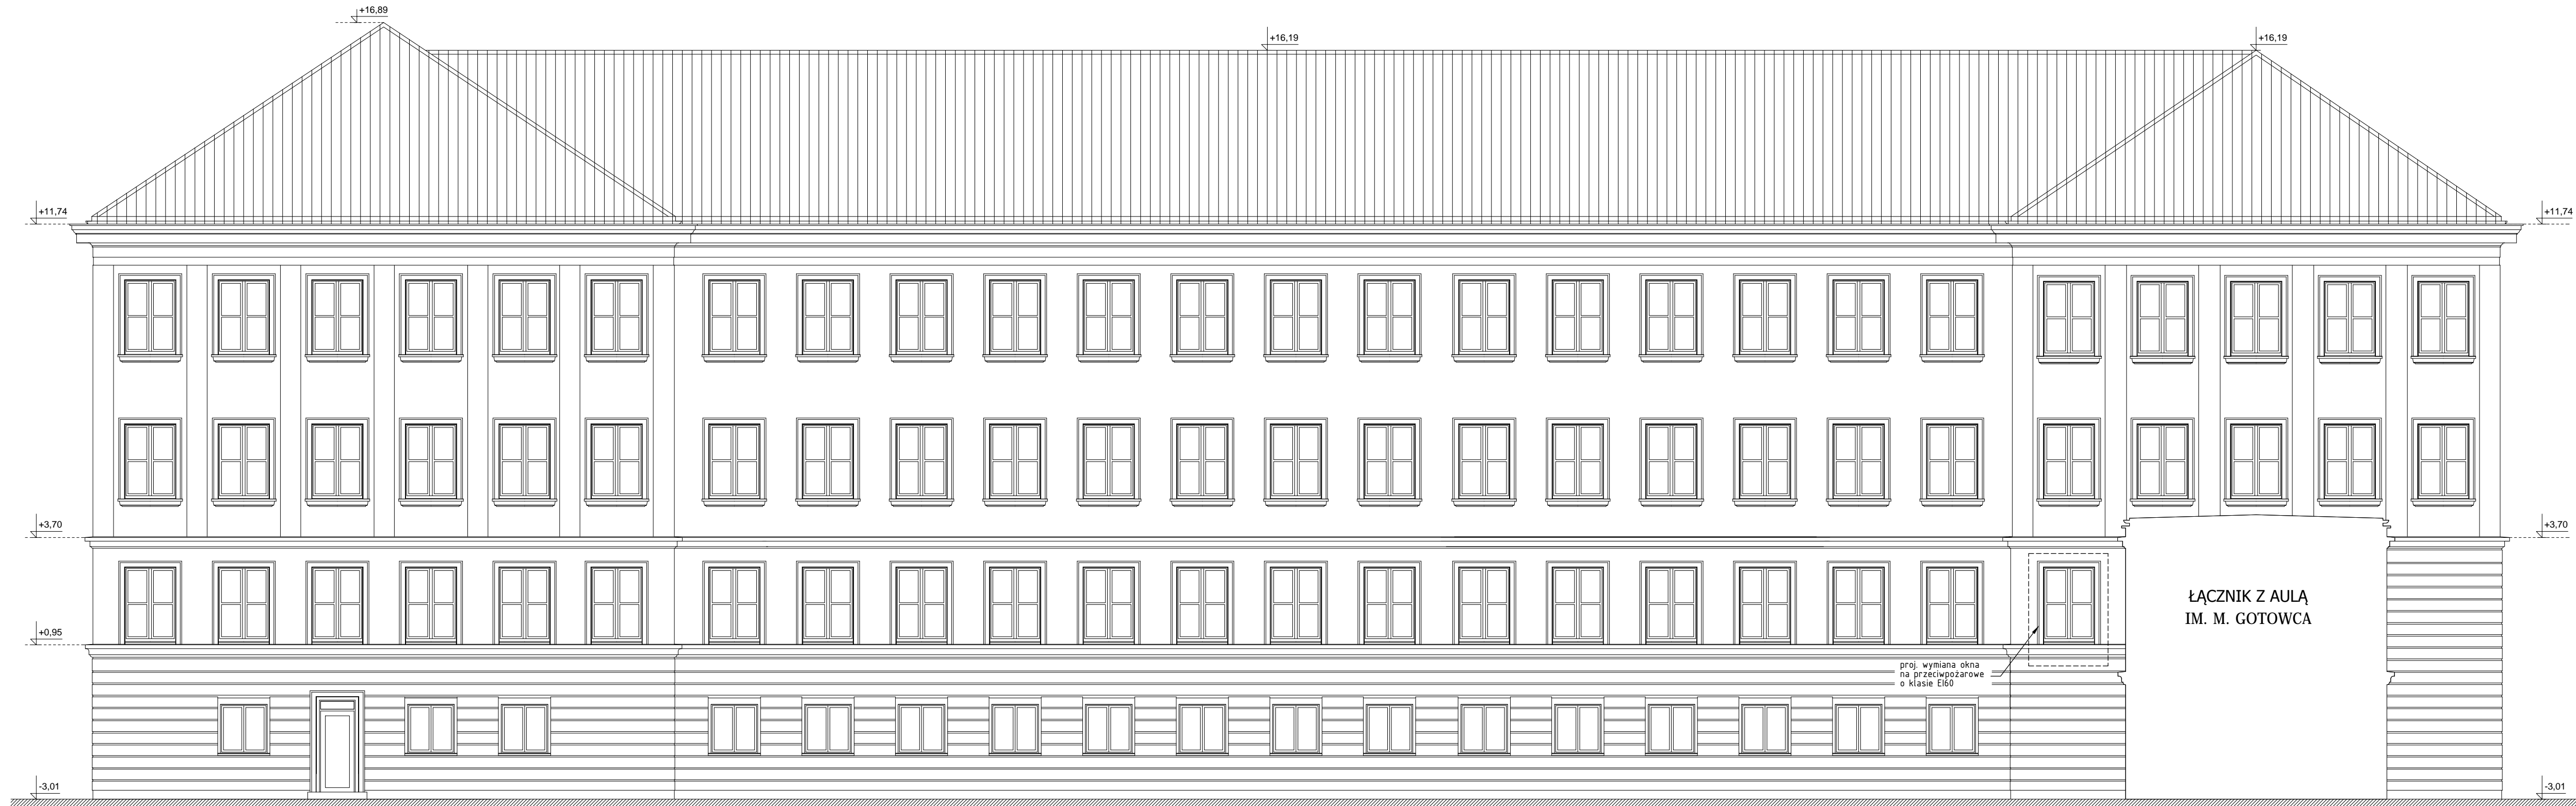 +16,89
+16,19
+16,19
+11,74
+11,74
+3,70
+3,70
ŁĄCZNIK Z AULĄ
IM. M. GOTOWCA
+0,95
proj. wymiana okna
na przeciwpożarowe
o klasie EI60
-3,01
-3,01